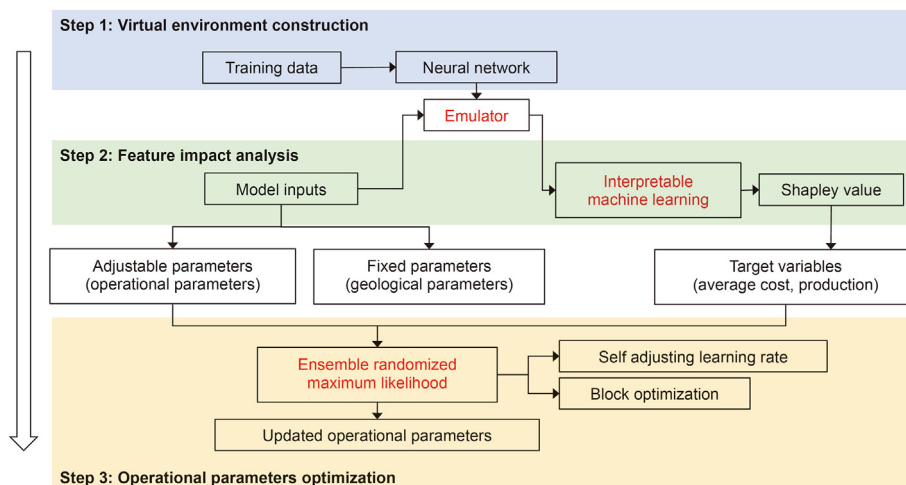 Step 1: Virtual environment construction
Training data
Neural network
Emulator
Step 2: Feature impact analysis
Model inputs
Interpretable
machine learning
Shapley value
Adjustable parameters
(operational parameters)
Fixed parameters
(geological parameters)
Target variables
(average cost, production)
Ensemble randomized
maximum likelihood
Self adjusting learning rate
Block optimization
Updated operational parameters
Step 3: Operational parameters optimization